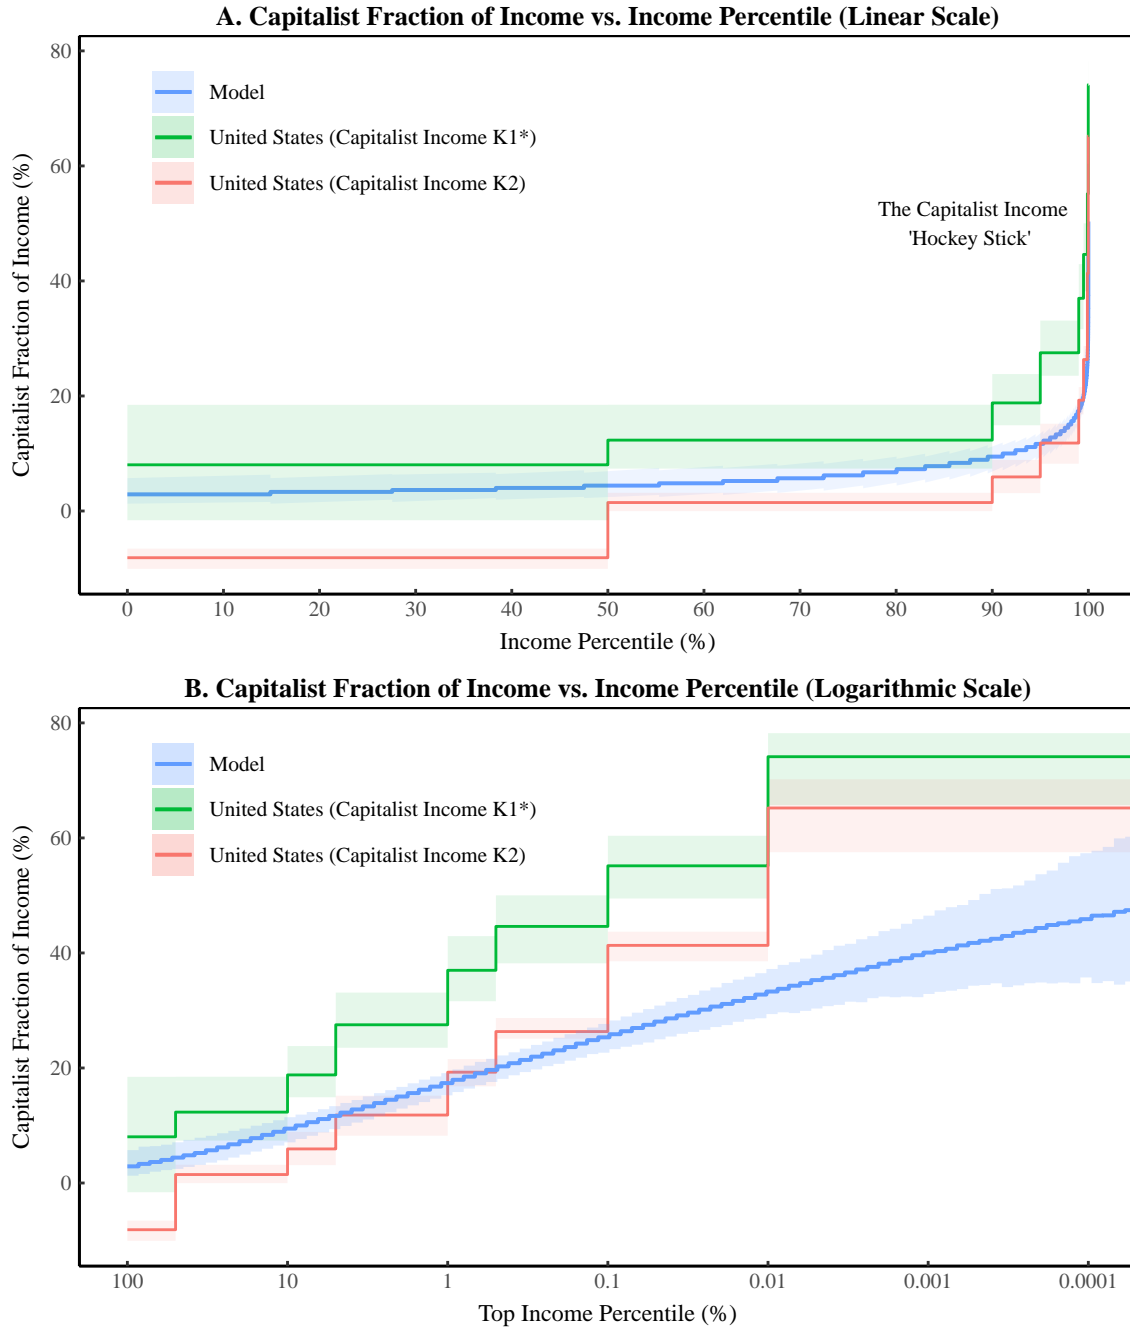 A. Capitalist Fraction of Income vs. Income Percentile (Linear Scale)
80
60
40
20
0
Capitalist Fraction of Income (%)
Model
United States (Capitalist Income K1*)
United States (Capitalist Income K2)
The Capitalist Income
'Hockey Stick'
0 10 20 30 40 50 60 70 80 90 100
Income Percentile (%)
B. Capitalist Fraction of Income vs. Income Percentile (Logarithmic Scale)
80
60
40
20
0
Capitalist Fraction of Income (%)
Model
United States (Capitalist Income K1*)
United States (Capitalist Income K2)
100 10 1 0.1 0.01 0.001 0.0001
Top Income Percentile (%)